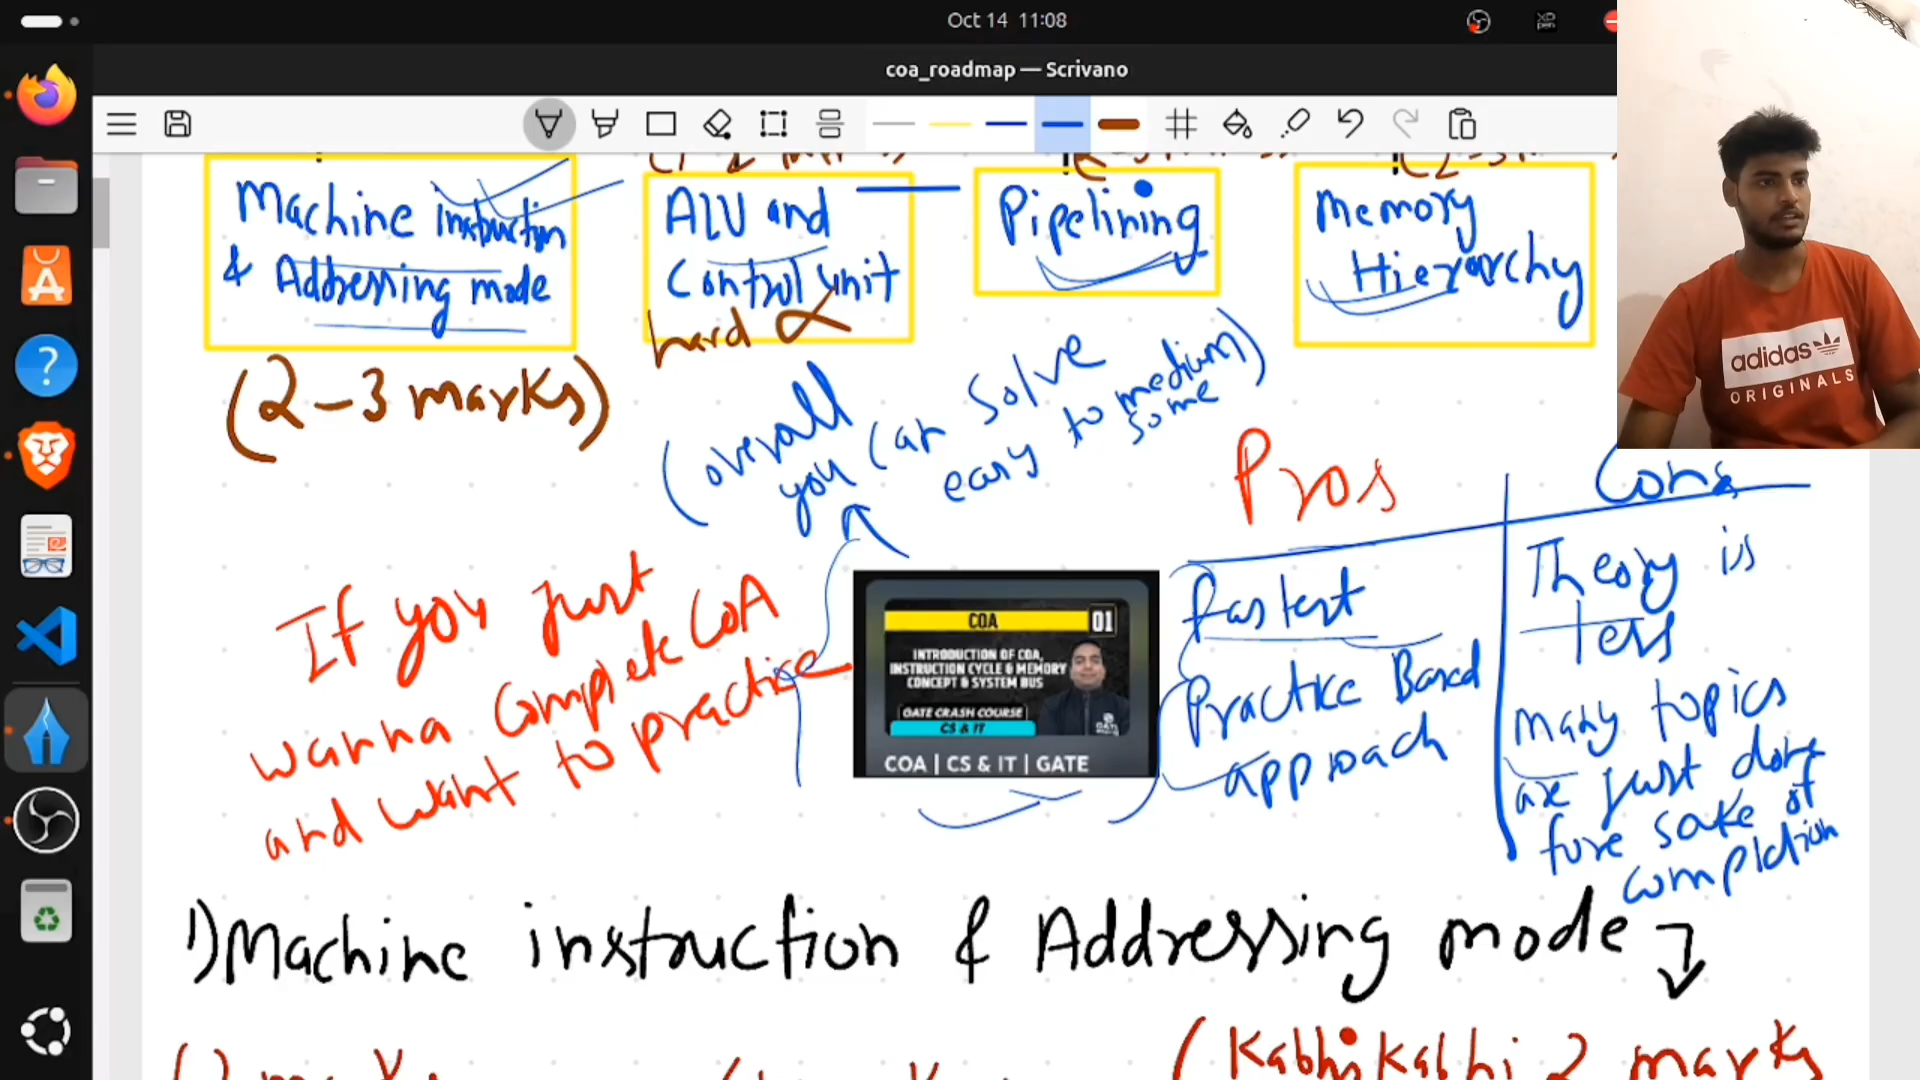 Oct 14 11:08
coa_roadmap — Scrivano
Machine instruction
& Addressing mode
(2-3 marks)
ALU and
Control unit
hard
Pipelining
Memory
Hierarchy
(overall
you can solve
easy to medium)
some
Pros
Cons
If you just
wanna complete COA
and want to practice
COA 01
INTRODUCTION OF COA,
INSTRUCTION CYCLE & MEMORY
CONCEPT & SYSTEM BUS
GATE CRASH COURSE
CS & IT
COA | CS & IT | GATE
Fastest
Practice Based
approach
Theory is
less
many topics
are just done
fore sake of
completion
1) Machine instruction & Addressing mode
(Kabhi Kabhi 2 marks
adidas
ORIGINALS